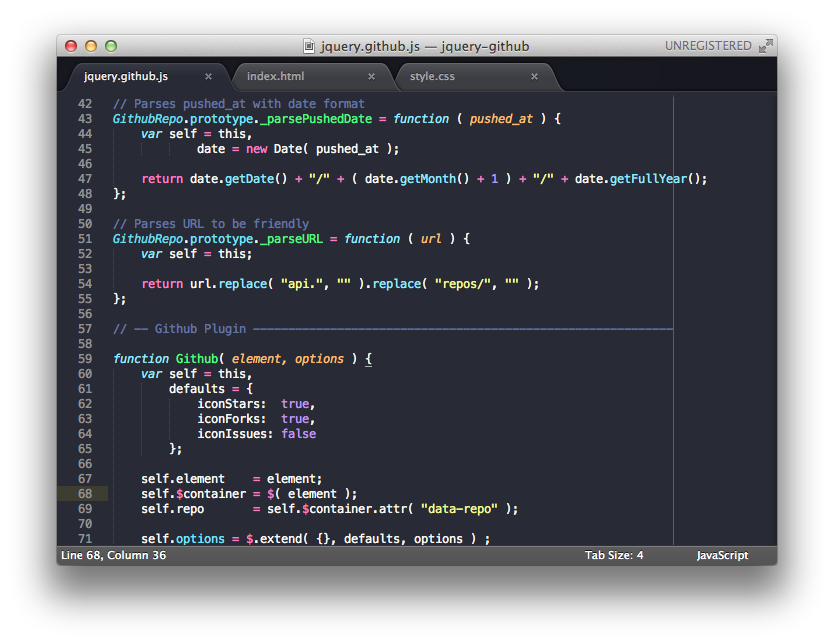 jquery.github.js — jquery-github
UNREGISTERED
jquery.github.js × index.html × style.css ×
42 // Parses pushed_at with date format
43 GithubRepo.prototype._parsePushedDate = function ( pushed_at ) {
44     var self = this,
45             date = new Date( pushed_at );
46
47     return date.getDate() + "/" + ( date.getMonth() + 1 ) + "/" + date.getFullYear();
48 };
49
50 // Parses URL to be friendly
51 GithubRepo.prototype._parseURL = function ( url ) {
52     var self = this;
53
54     return url.replace( "api.", "" ).replace( "repos/", "" );
55 };
56
57 // —— Github Plugin ————————————————————————————————————————————————————————————
58
59 function Github( element, options ) {
60     var self = this,
61         defaults = {
62             iconStars:  true,
63             iconForks:  true,
64             iconIssues: false
65         };
66
67     self.element    = element;
68     self.$container = $( element );
69     self.repo       = self.$container.attr( "data-repo" );
70
71     self.options = $.extend( {}, defaults, options ) ;
Line 68, Column 36
Tab Size: 4
JavaScript